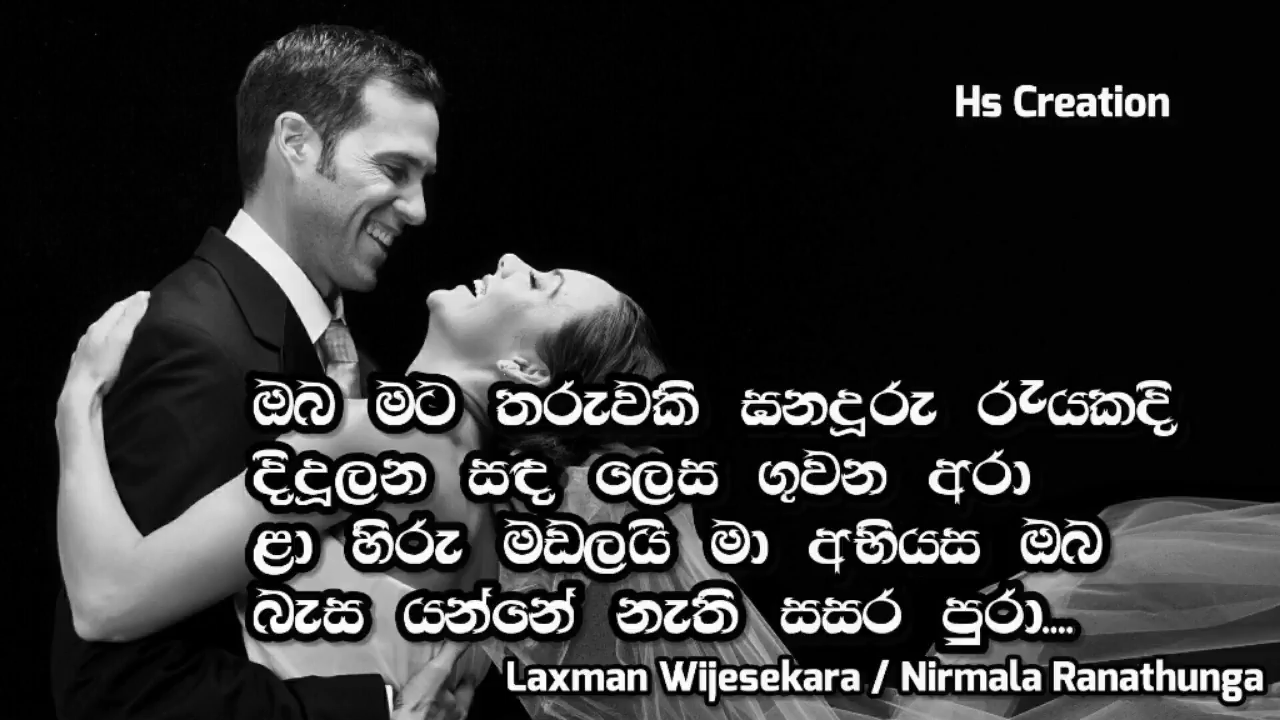 Hs Creation
ඔබ මට තරුවකි ඝනදූරු රෑයකදි
දිදූලන සඳ ලෙස ගුවන අරා
ළා හිරු මඩලයි මා අභියස ඔබ
බැස යන්නේ නැති සසර පුරා....
Laxman Wijesekara / Nirmala Ranathunga